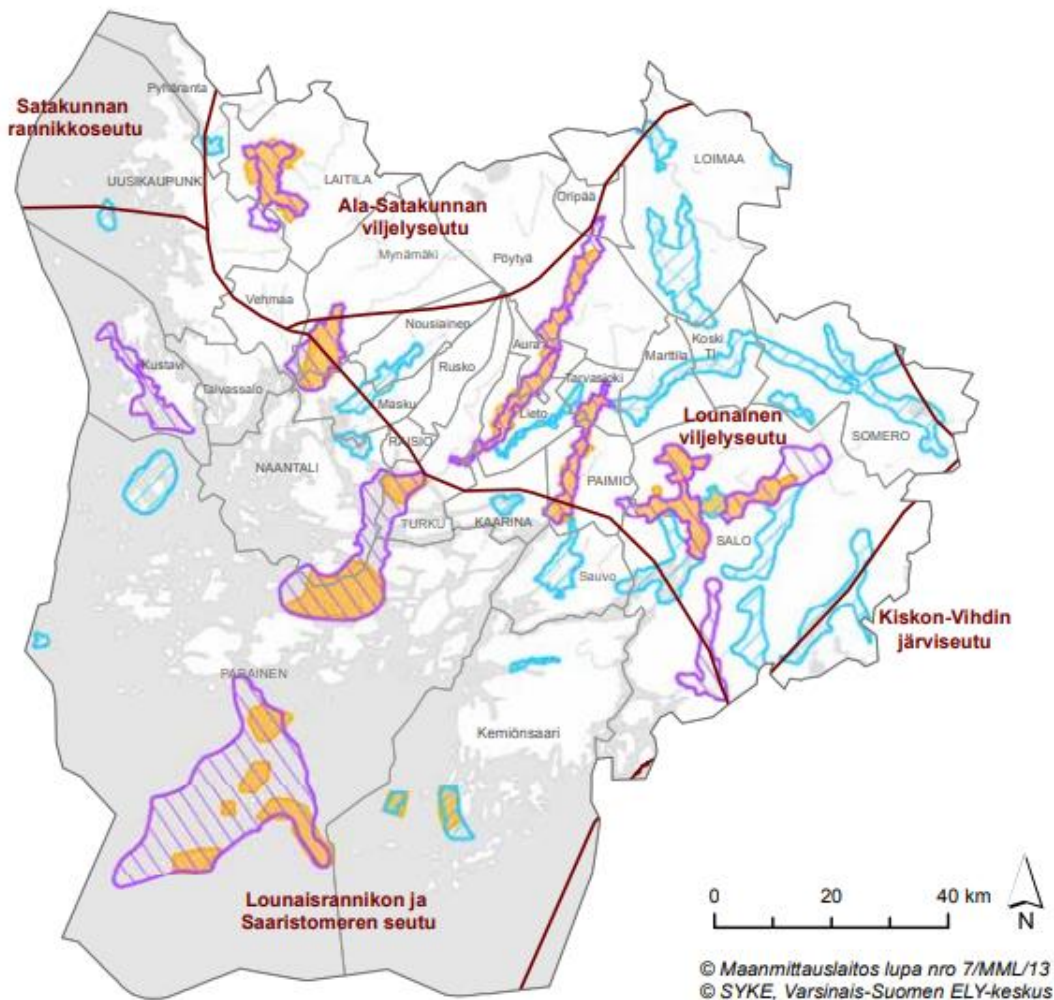 Pyhäranta
Satakunnan
rannikkoseutu
LOIMAA
UUSIKAUPUNK
LAITILA
Oripää
Ala-Satakunnan
viljelyseutu
Mynämäki
Pöytyä
Vehmaa
Nousiainen
Koski
Tl
Aura
Marttila
Kustavi
Rusko
Taivassalo
Tarvasjoki
Masku
Lieto
Lounainen
viljelyseutu
SOMERO
RAISIO
NAANTALI
PAIMIO
TURKU
KAARINA
SALO
Sauvo
Kiskon-Vihdin
järviseutu
PARAINEN
Kemiönsaari
Lounaisrannikon ja
Saaristomeren seutu
0 20 40 km
N
© Maanmittauslaitos lupa nro 7/MML/13
© SYKE, Varsinais-Suomen ELY-keskus